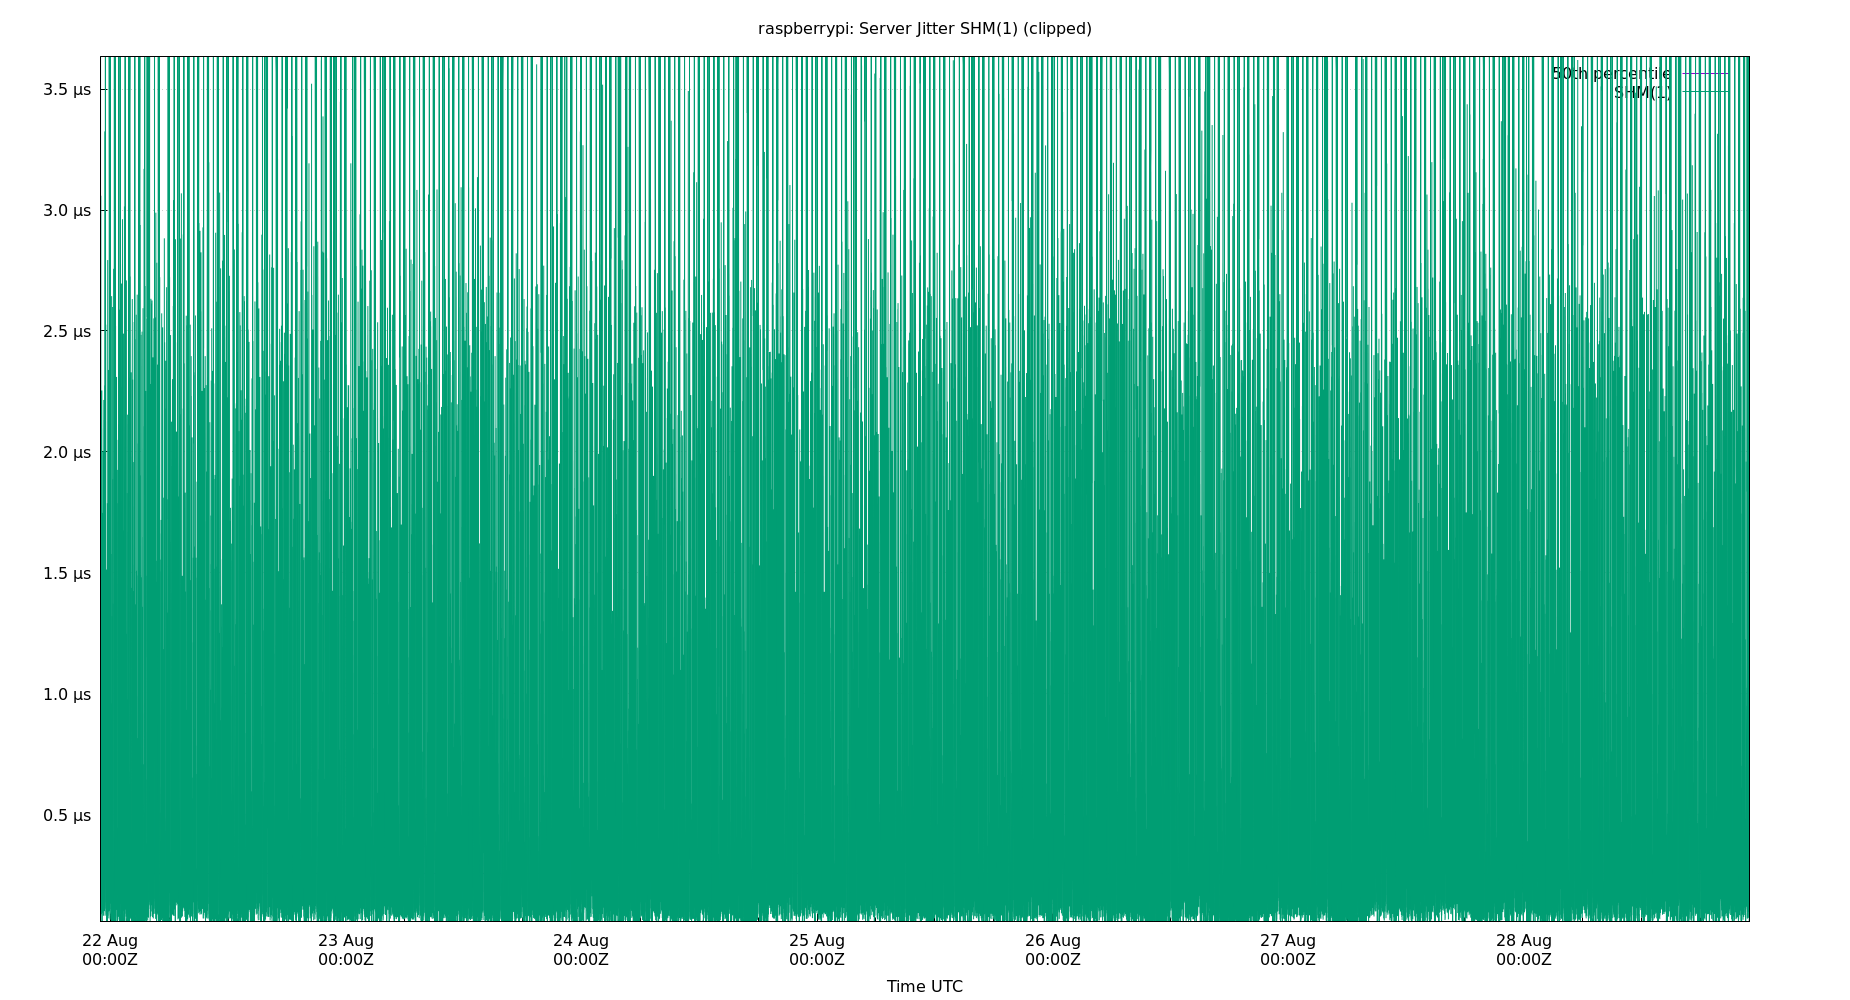 raspberrypi: Server Jitter SHM(1) (clipped)
50th percentile
SHM(1)
3.5 µs
3.0 µs
2.5 µs
2.0 µs
1.5 µs
1.0 µs
0.5 µs
22 Aug 23 Aug 24 Aug 25 Aug 26 Aug 27 Aug 28 Aug
00:00Z 00:00Z 00:00Z 00:00Z 00:00Z 00:00Z 00:00Z
Time UTC